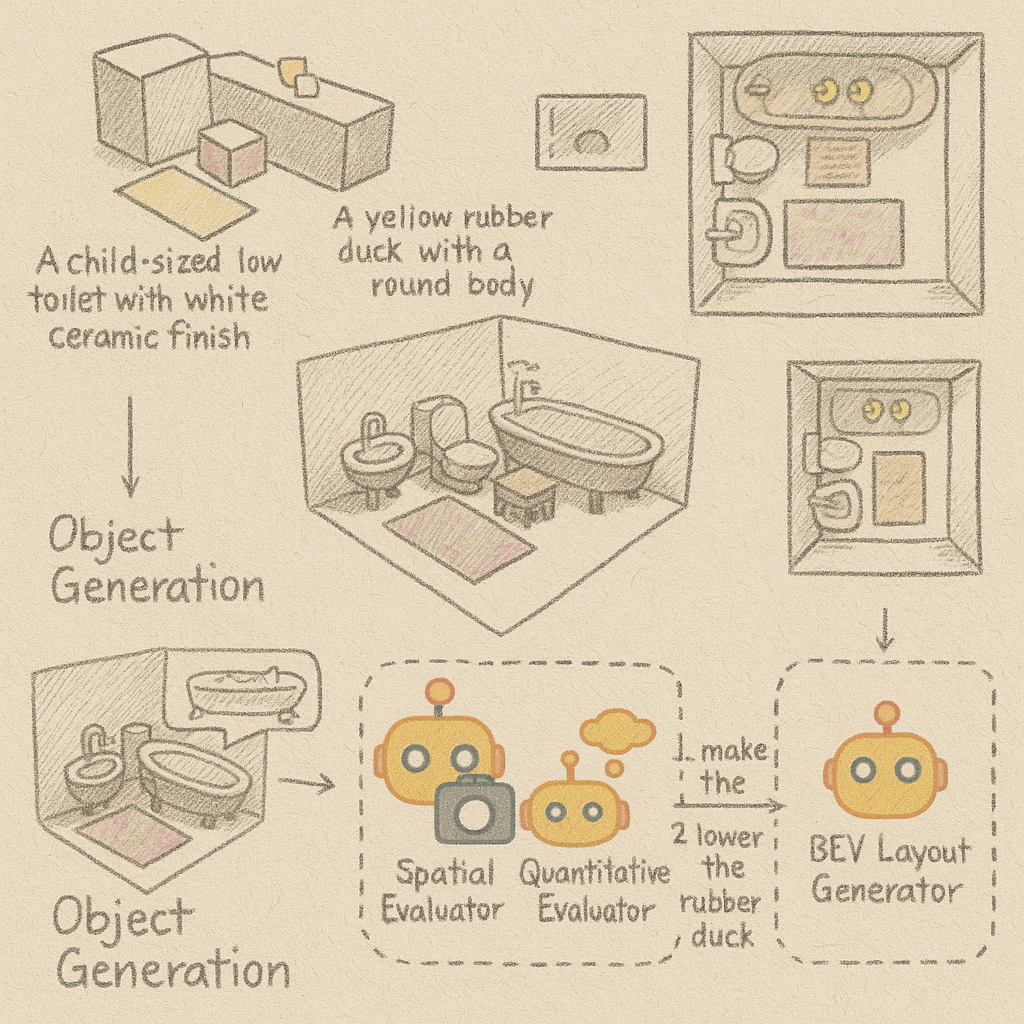 A child-sized low
toilet with white
ceramic finish
A yellow rubber
duck with a
round body
Object
Generation
Object
Generation
Spatial
Evaluator
Quantitative
Evaluator
1 make
the
2 lower
the
rubber
duck
BEV Layout
Generator